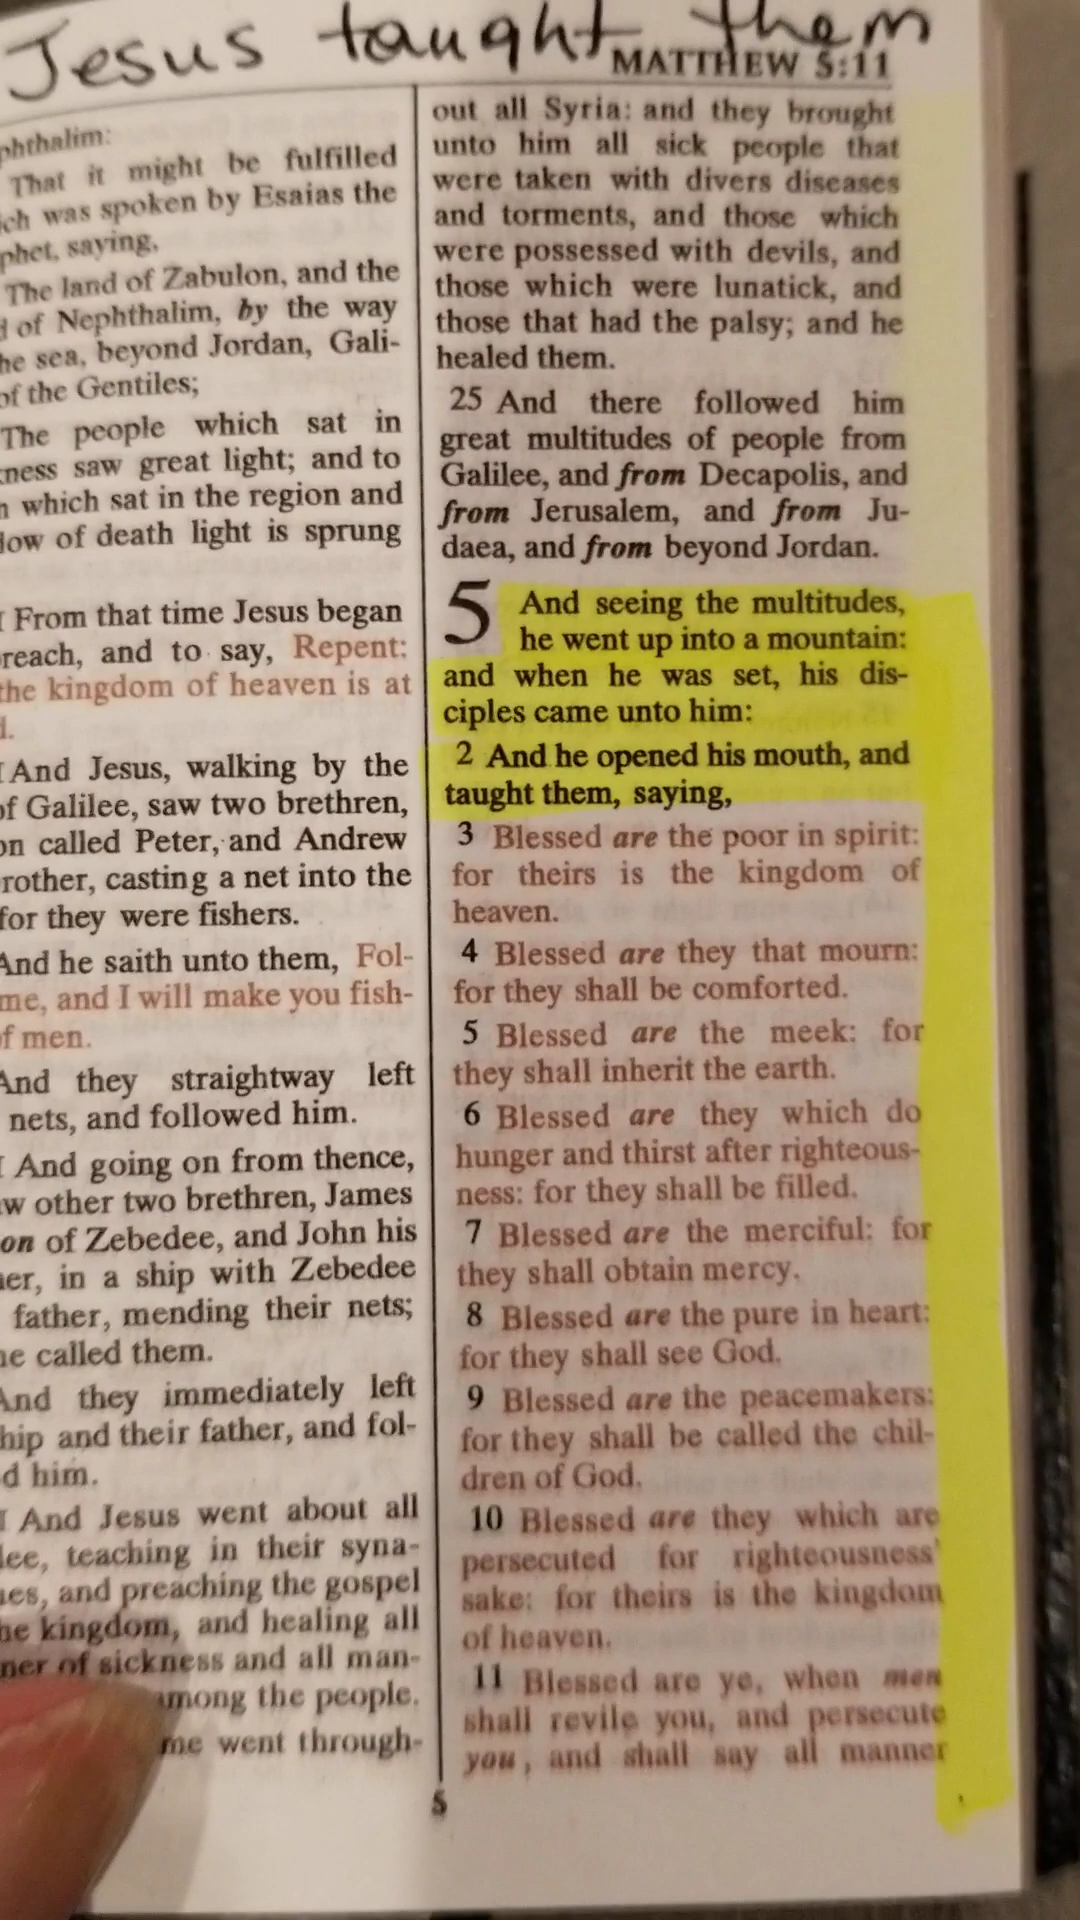 Jesus taught them
MATTHEW 5:11
phthalim:
That it might be fulfilled
ch was spoken by Esaias the
phet, saying,
The land of Zabulon, and the
of Nephthalim, by the way
he sea, beyond Jordan, Gali-
of the Gentiles;
The people which sat in
ness saw great light; and to
which sat in the region and
dow of death light is sprung
From that time Jesus began
reach, and to say, Repent:
the kingdom of heaven is at
d.
And Jesus, walking by the
of Galilee, saw two brethren,
on called Peter, and Andrew
rother, casting a net into the
for they were fishers.
And he saith unto them, Fol-
me, and I will make you fish-
f men.
And they straightway left
nets, and followed him.
And going on from thence,
w other two brethren, James
on of Zebedee, and John his
er, in a ship with Zebedee
father, mending their nets;
he called them.
And they immediately left
hip and their father, and fol-
d him.
And Jesus went about all
lee, teaching in their syna-
es, and preaching the gospel
he kingdom, and healing all
ner of sickness and all man-
among the people.
me went through-
out all Syria: and they brought
unto him all sick people that
were taken with divers diseases
and torments, and those which
were possessed with devils, and
those which were lunatick, and
those that had the palsy; and he
healed them.
25 And there followed him
great multitudes of people from
Galilee, and from Decapolis, and
from Jerusalem, and from Ju-
daea, and from beyond Jordan.
5 And seeing the multitudes,
he went up into a mountain:
and when he was set, his dis-
ciples came unto him:
2 And he opened his mouth, and
taught them, saying,
3 Blessed are the poor in spirit:
for theirs is the kingdom of
heaven.
4 Blessed are they that mourn:
for they shall be comforted.
5 Blessed are the meek: for
they shall inherit the earth.
6 Blessed are they which do
hunger and thirst after righteous-
ness: for they shall be filled.
7 Blessed are the merciful: for
they shall obtain mercy.
8 Blessed are the pure in heart:
for they shall see God.
9 Blessed are the peacemakers:
for they shall be called the chil-
dren of God.
10 Blessed are they which are
persecuted for righteousness'
sake: for theirs is the kingdom
of heaven.
11 Blessed are ye, when men
shall revile you, and persecute
you, and shall say all manner
5